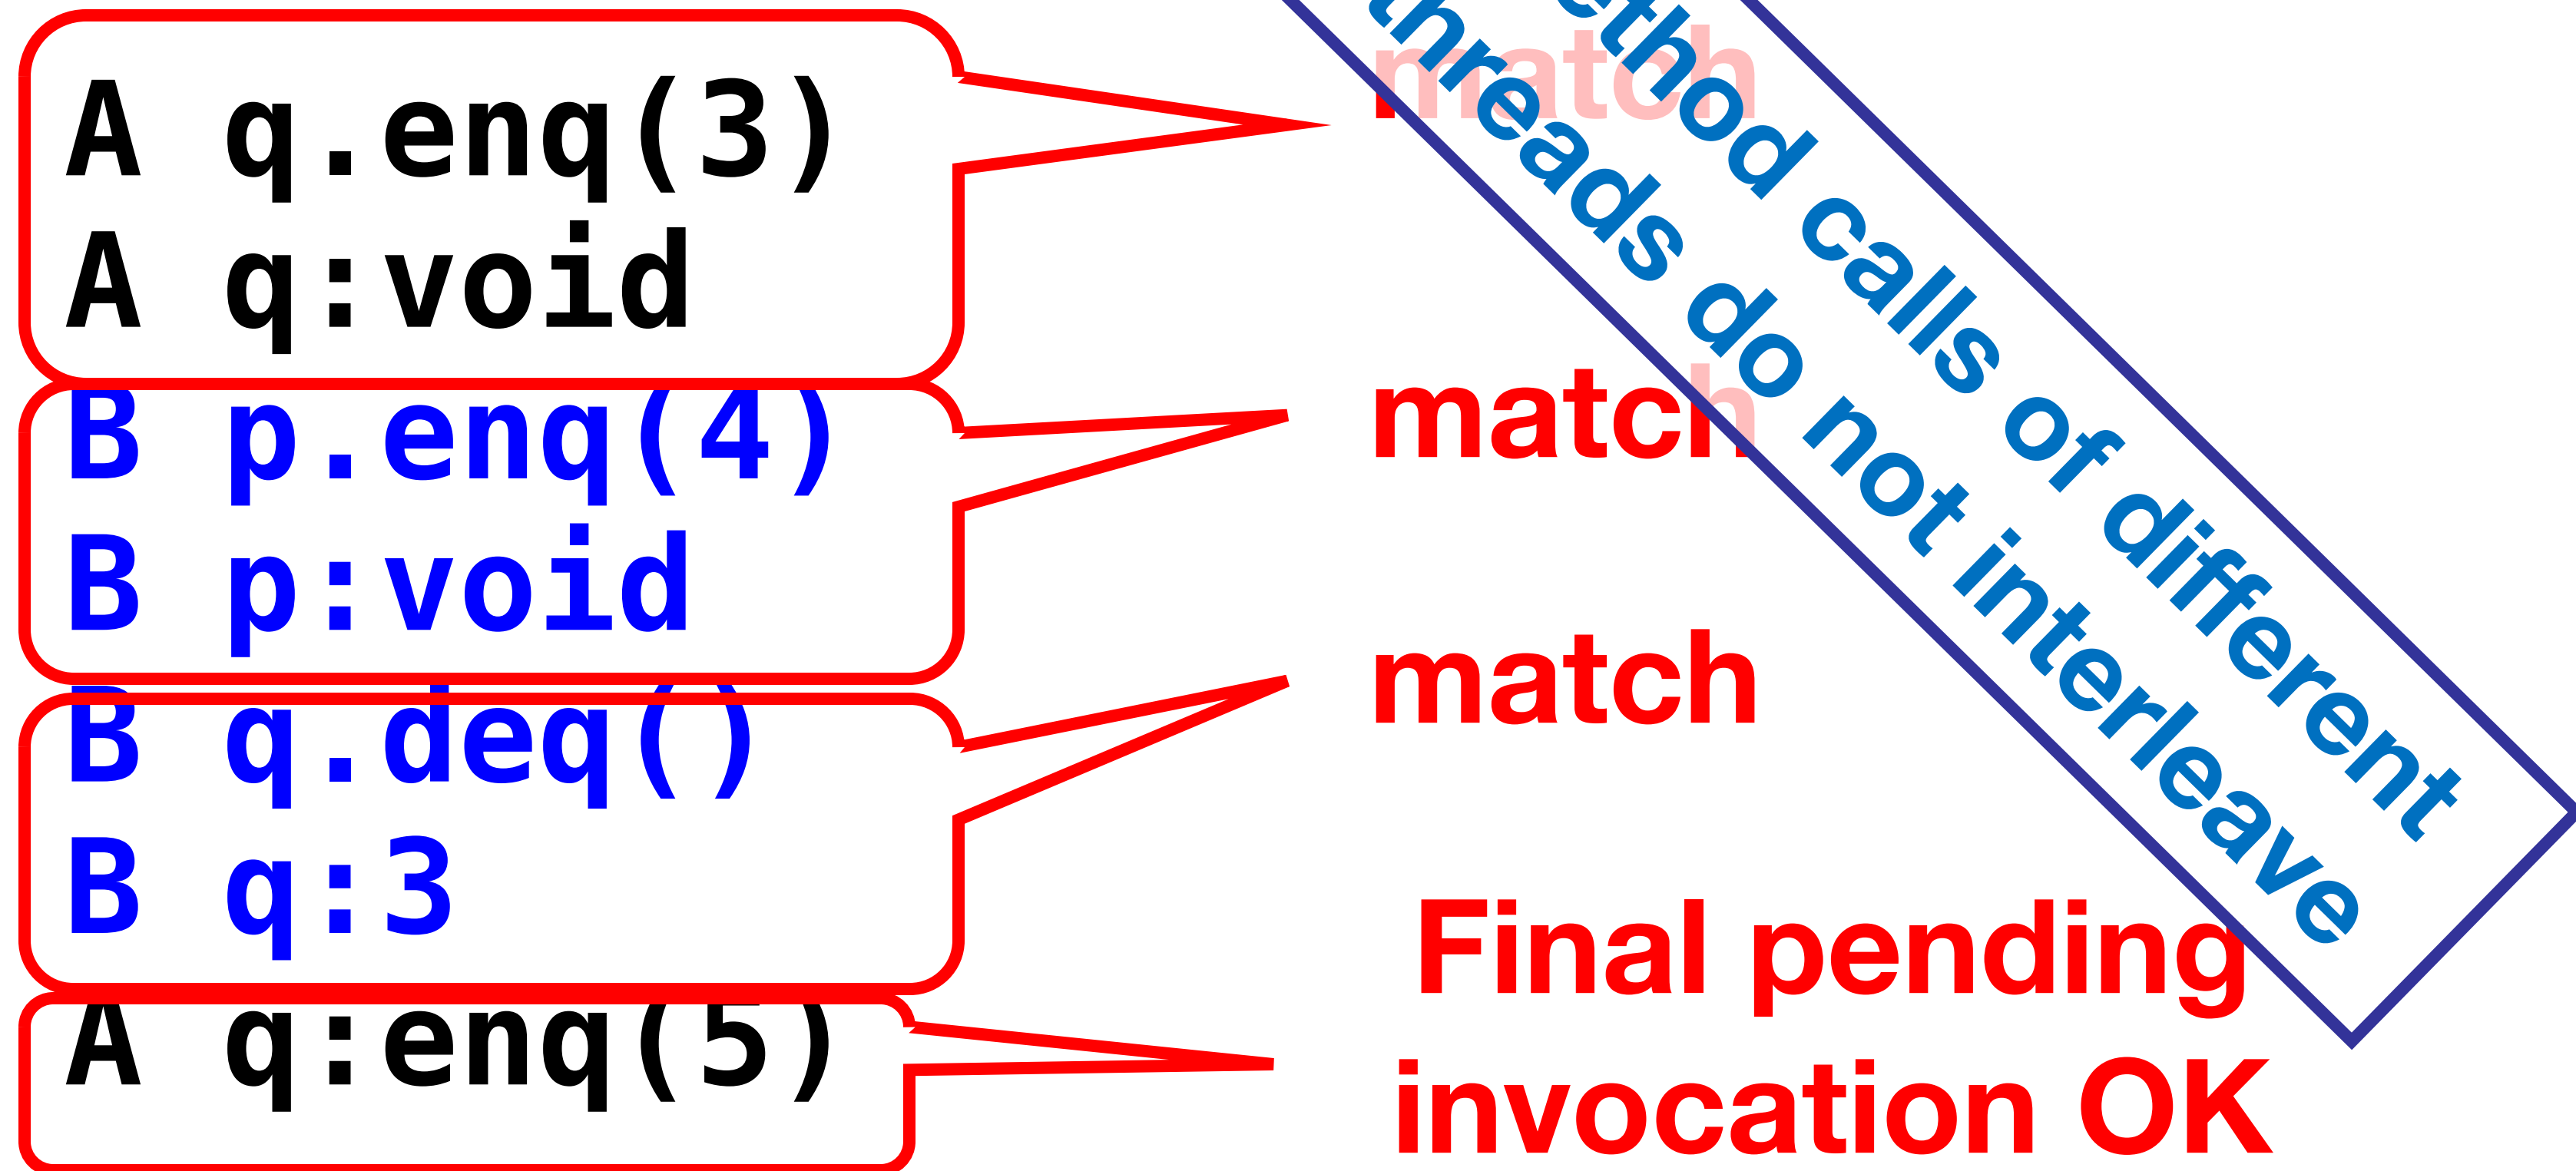 A q.enq(3)
A q:void
B p.enq(4)
B p:void
B q.deq()
B q:3
A q:enq(5)
match
match
match
Final pending
invocation OK
calls of different
threads do not interleave